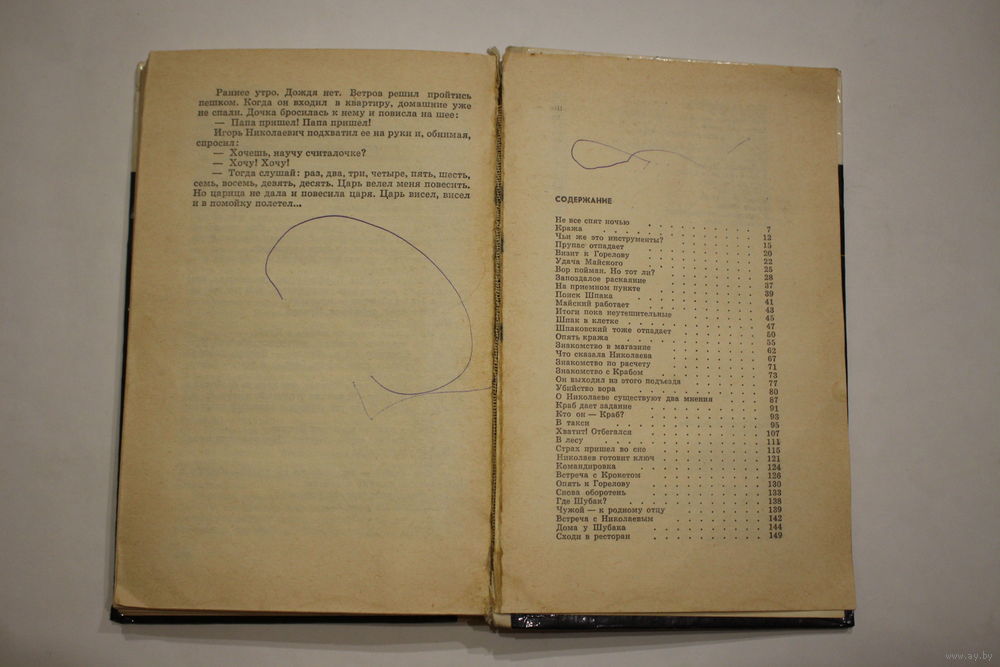 Раннее утро. Дождя нет. Ветров решил пройтись
пешком. Когда он входил в квартиру, домашние уже
не спали. Дочка бросилась к нему и повисла на шее:
— Папа пришел! Папа пришел!
Игорь Николаевич подхватил ее на руки и, обнимая,
спросил:
— Хочешь, научу считалочке?
— Хочу! Хочу!
— Тогда слушай: раз, два, три, четыре, пять, шесть,
семь, восемь, девять, десять. Царь велел меня повесить.
Но царица не дала и повесила царя. Царь висел, висел
и в помойку полетел...
СОДЕРЖАНИЕ
Не все спят ночью . . . . . . . 7
Кража . . . . . . . 12
Чьи же это инструменты? . . . . . . . 15
Прупас отпадает . . . . . . . 20
Визит к Горелову . . . . . . . 22
Удача Майского . . . . . . . 25
Вор пойман. Но тот ли? . . . . . . . 28
Запоздалое раскаяние . . . . . . . 37
На приемном пункте . . . . . . . 39
Поиск Шпака . . . . . . . 41
Майский работает . . . . . . . 43
Итоги пока неутешительные . . . . . . . 45
Шпак в клетке . . . . . . . 47
Шпаковский тоже отпадает . . . . . . . 50
Опять кража . . . . . . . 55
Знакомство в магазине . . . . . . . 62
Что сказала Николаева . . . . . . . 67
Знакомство по расчету . . . . . . . 71
Знакомство с Крабом . . . . . . . 73
Он выходил из этого подъезда . . . . . . . 77
Убийство вора . . . . . . . 80
О Николаеве существуют два мнения . . . . . . . 87
Краб дает задание . . . . . . . 91
Кто он — Краб? . . . . . . . 93
В такси . . . . . . . 95
Хватит! Отбегался . . . . . . . 107
В лесу . . . . . . . 111
Страх пришел во сне . . . . . . . 115
Николаев готовит ключ . . . . . . . 121
Командировка . . . . . . . 124
Встреча с Крокетом . . . . . . . 126
Опять к Горелову . . . . . . . 130
Снова оборотень . . . . . . . 133
Где Шубак? . . . . . . . 138
Чужой — к родному отцу . . . . . . . 139
Встреча с Николаевым . . . . . . . 142
Дома у Шубака . . . . . . . 144
Сходи в ресторан . . . . . . . 149
www.ay.by